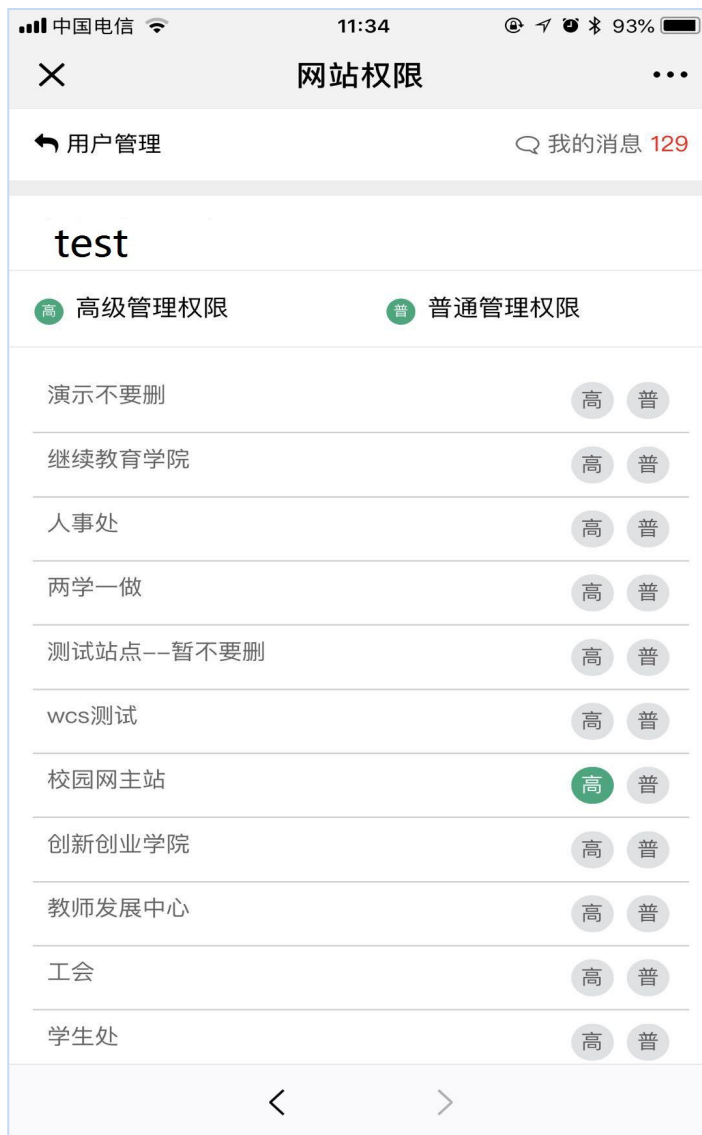 中国电信 11:34 93%
网站权限
用户管理 我的消息 129
test
高 高级管理权限 普 普通管理权限
演示不要删 高 普
继续教育学院 高 普
人事处 高 普
两学一做 高 普
测试站点--暂不要删 高 普
wcs测试 高 普
校园网主站 高 普
创新创业学院 高 普
教师发展中心 高 普
工会 高 普
学生处 高 普